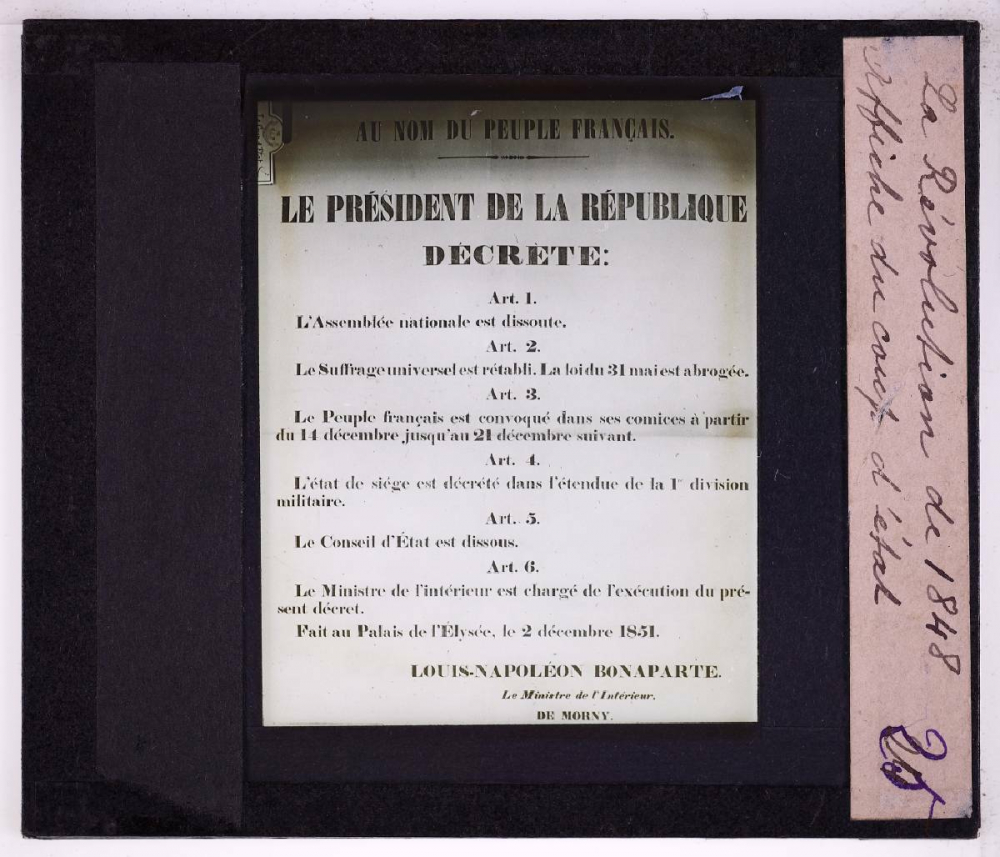 AU NOM DU PEUPLE FRANÇAIS.
LE PRÉSIDENT DE LA RÉPUBLIQUE
DÉCRÈTE:
Art. 1.
L'Assemblée nationale est dissoute.
Art. 2.
Le Suffrage universel est rétabli. La loi du 31 mai est abrogée.
Art. 3.
Le Peuple français est convoqué dans ses comices à partir
du 14 décembre jusqu'au 21 décembre suivant.
Art. 4.
L'état de siége est décrété dans l'étendue de la 1re division
militaire.
Art. 5.
Le Conseil d'État est dissous.
Art. 6.
Le Ministre de l'intérieur est chargé de l'exécution du pré-
sent décret.
Fait au Palais de l'Élysée, le 2 décembre 1851.
LOUIS-NAPOLÉON BONAPARTE.
Le Ministre de l'Intérieur.
DE MORNY.
La Révolution de 1848
Affiche du coup d'état